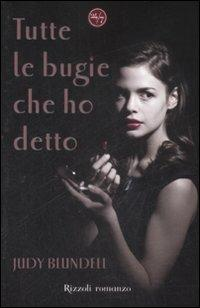 Tutte
le bugie
che ho
detto
JUDY BLUNDELL
Rizzoli romanzo